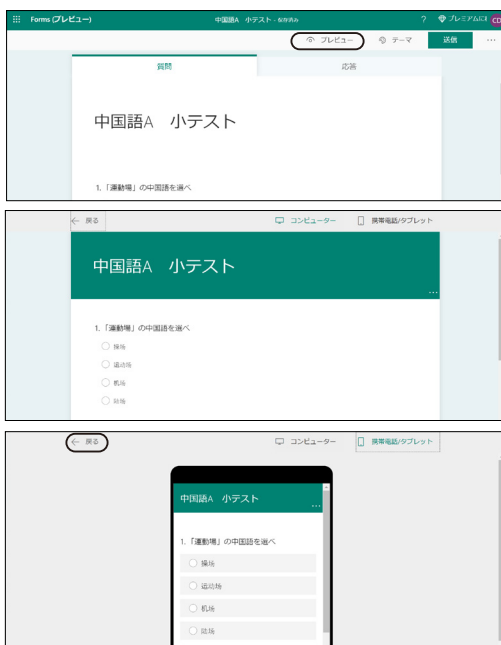 Forms (プレビュー) 中国語A 小テスト - 保存済み ? プレミアムにE CD
プレビュー テーマ 送信 …
質問 応答
中国語A 小テスト
1.「運動場」の中国語を選べ
← 戻る コンピューター 携帯電話/タブレット
中国語A 小テスト
…
1.「運動場」の中国語を選べ
操场
运动场
机场
← 戻る コンピューター 携帯電話/タブレット
中国語A 小テスト
…
1.「運動場」の中国語を選べ
操场
运动场
机场